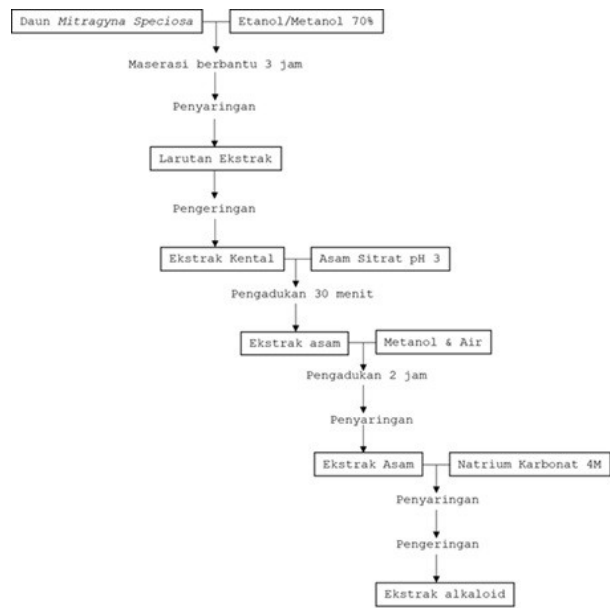 Daun Mitragyna Speciosa
Etanol/Metanol 70%
Maserasi berbantu 3 jam
Penyaringan
Larutan Ekstrak
Pengeringan
Ekstrak Kental
Asam Sitrat pH 3
Pengadukan 30 menit
Ekstrak asam
Metanol & Air
Pengadukan 2 jam
Penyaringan
Ekstrak Asam
Natrium Karbonat 4M
Penyaringan
Pengeringan
Ekstrak alkaloid